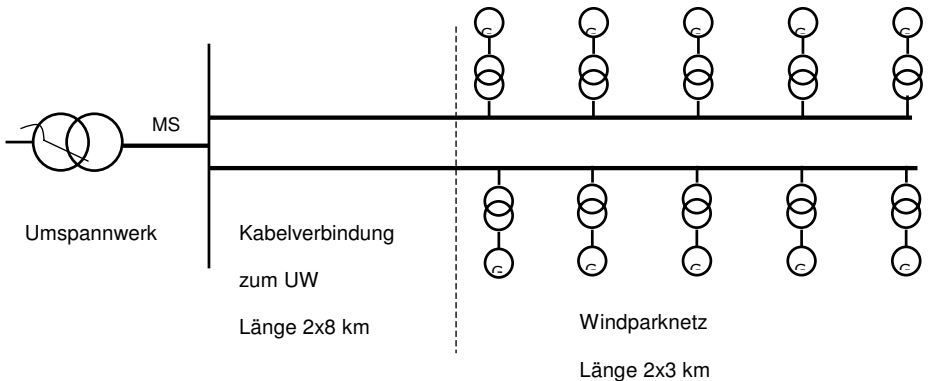 MS
Umspannwerk
Kabelverbindung
zum UW
Länge 2x8 km
Windparknetz
Länge 2x3 km